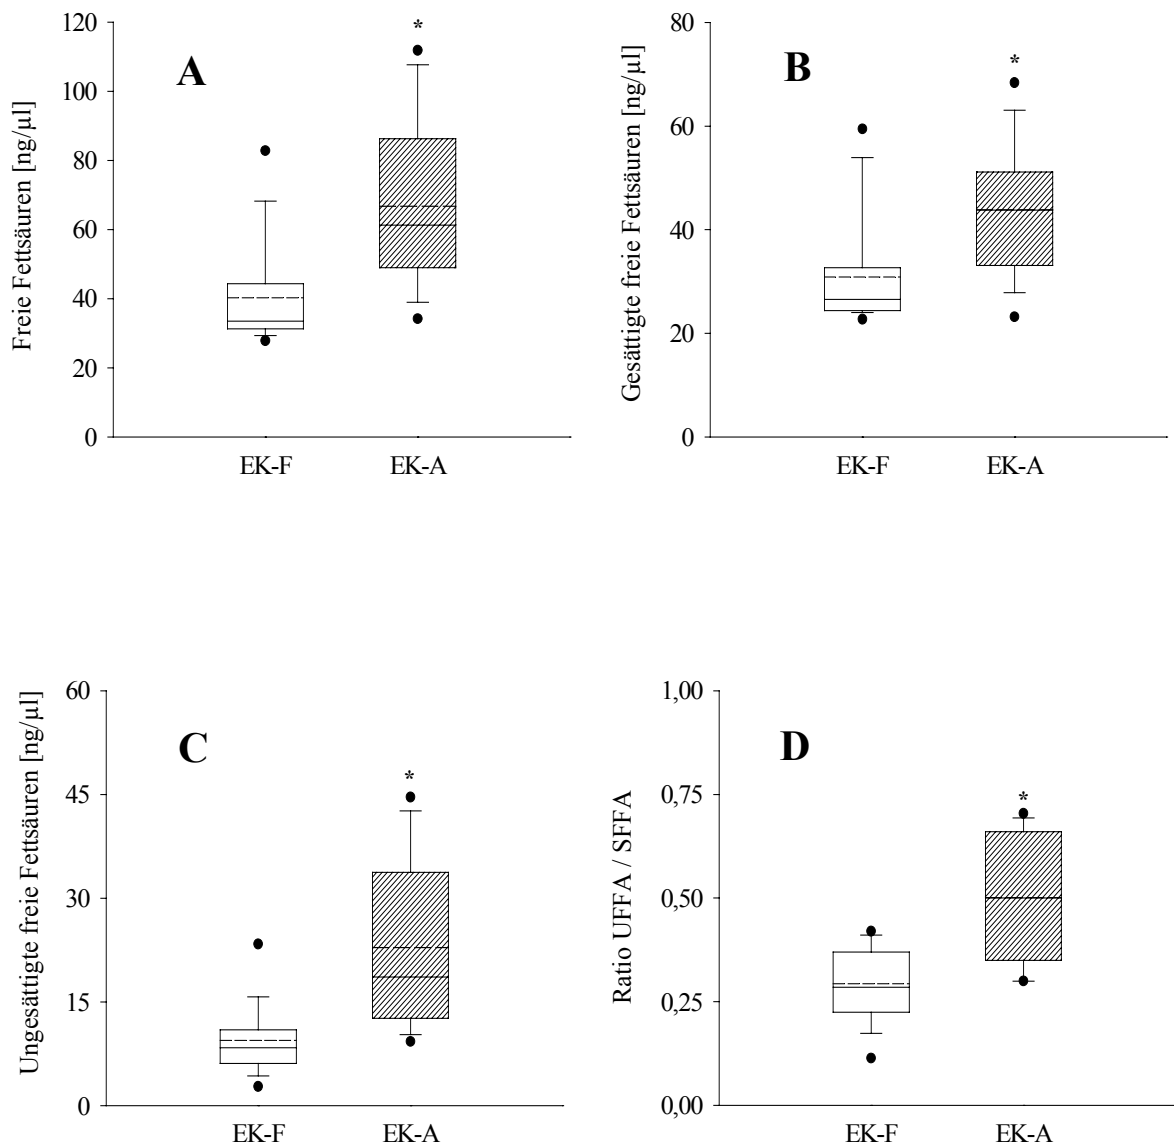 Freie Fettsäuren [ng/µl]
120
100
80
60
40
20
0
A
*
EK-F
EK-A
Gesättigte freie Fettsäuren [ng/µl]
80
60
40
20
0
B
*
EK-F
EK-A
Ungesättigte freie Fettsäuren [ng/µl]
60
45
30
15
0
C
*
EK-F
EK-A
Ratio UFFA / SFFA
1,00
0,75
0,50
0,25
0,00
D
*
EK-F
EK-A